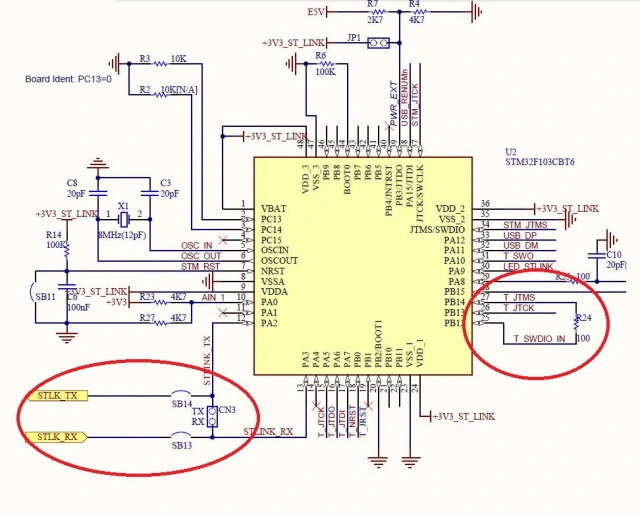 R7
R4
E5V
2K7
4K7
+3V3_ST_LINK
JP1
R6
100K
R3
10K
Board Ident: PC13=0
R2
10K[N/A]
PWR_EXT
USB_RENUMn
STM_JTCK
+3V3_ST_LINK
48
47
46
45
44
43
42
41
40
39
38
37
U2
STM32F103CBT6
VDD_3
VSS_3
PB9
PB8
BOOT0
PB7
PB6
PB5
PB4/JNTRST
PB3/JTDO
PA15/JTDI
JTCK/SWCLK
C8
20pF
C3
20pF
X1
1
2
8MHz(12pF)
+3V3_ST_LINK
R14
100K
OSC_IN
OSC_OUT
STM_RST
SB11
C6
100nF
+3V3_ST_LINK
+3V3
R23
4K7
AIN_1
R27
4K7
1
2
3
4
5
6
7
8
9
10
11
12
VBAT
PC13
PC14
PC15
OSCIN
OSCOUT
NRST
VSSA
VDDA
PA0
PA1
PA2
VDD_2
VSS_2
JTMS/SWDIO
PA12
PA11
PA10
PA9
PA8
PB15
PB14
PB13
PB12
36
35
34
33
32
31
30
29
28
27
26
25
+3V3_ST_LINK
STM_JTMS
USB_DP
USB_DM
T_SWO
LED_STLINK
100
C10
20pF
T_JTMS
T_JTCK
R24
100
T_SWDIO_IN
PA3
PA4
PA5
PA6
PA7
PB0
PB1
PB2/BOOT1
PB10
PB11
VSS_1
VDD_1
13
14
15
16
17
18
19
20
21
22
23
24
STLINK_TX
STLK_TX
SB14
TX
RX
CN3
STLK_RX
SB13
STLINK_RX
T_JTCK
T_JTDO
T_JTDI
T_NRST
T_JRST
+3V3_ST_LINK